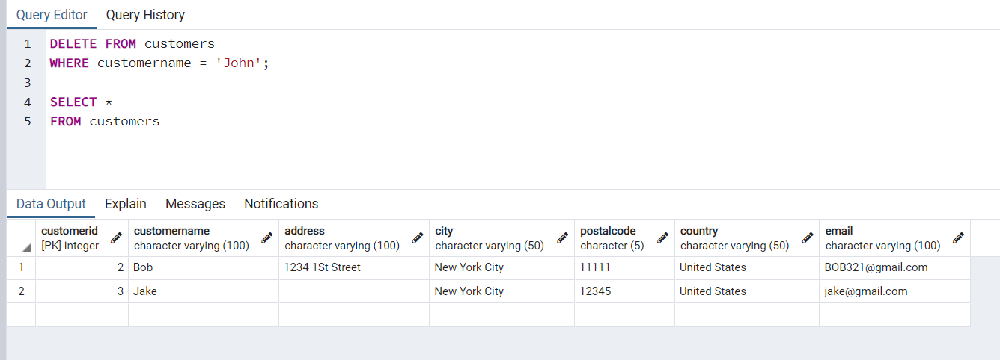 Query Editor Query History
1 DELETE FROM customers
2 WHERE customername = 'John';
3
4 SELECT *
5 FROM customers
Data Output Explain Messages Notifications
customerid customername address city postalcode country email
[PK] integer character varying (100) character varying (100) character varying (50) character (5) character varying (50) character varying (100)
1 2 Bob 1234 1St Street New York City 11111 United States BOB321@gmail.com
2 3 Jake New York City 12345 United States jake@gmail.com